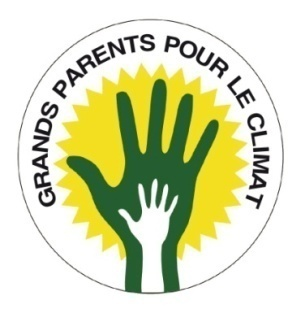 GRANDS PARENTS POUR LE CLIMAT